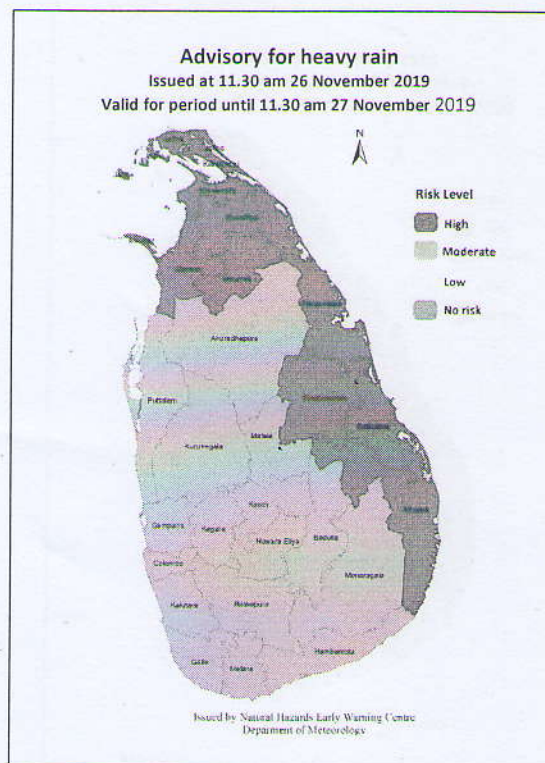 Advisory for heavy rain
Issued at 11.30 am 26 November 2019
Valid for period until 11.30 am 27 November 2019
N
Risk Level
High
Moderate
Low
No risk
Anuradhapura
Puttalam
Kurunegala
Matale
Kandy
Gampaha
Kegalle
Nuwara Eliya
Badulla
Colombo
Monaragala
Kalutara
Ratnapura
Hambantota
Galle
Matara
Issued by Natural Hazards Early Warning Centre
Deparment of Meteorology